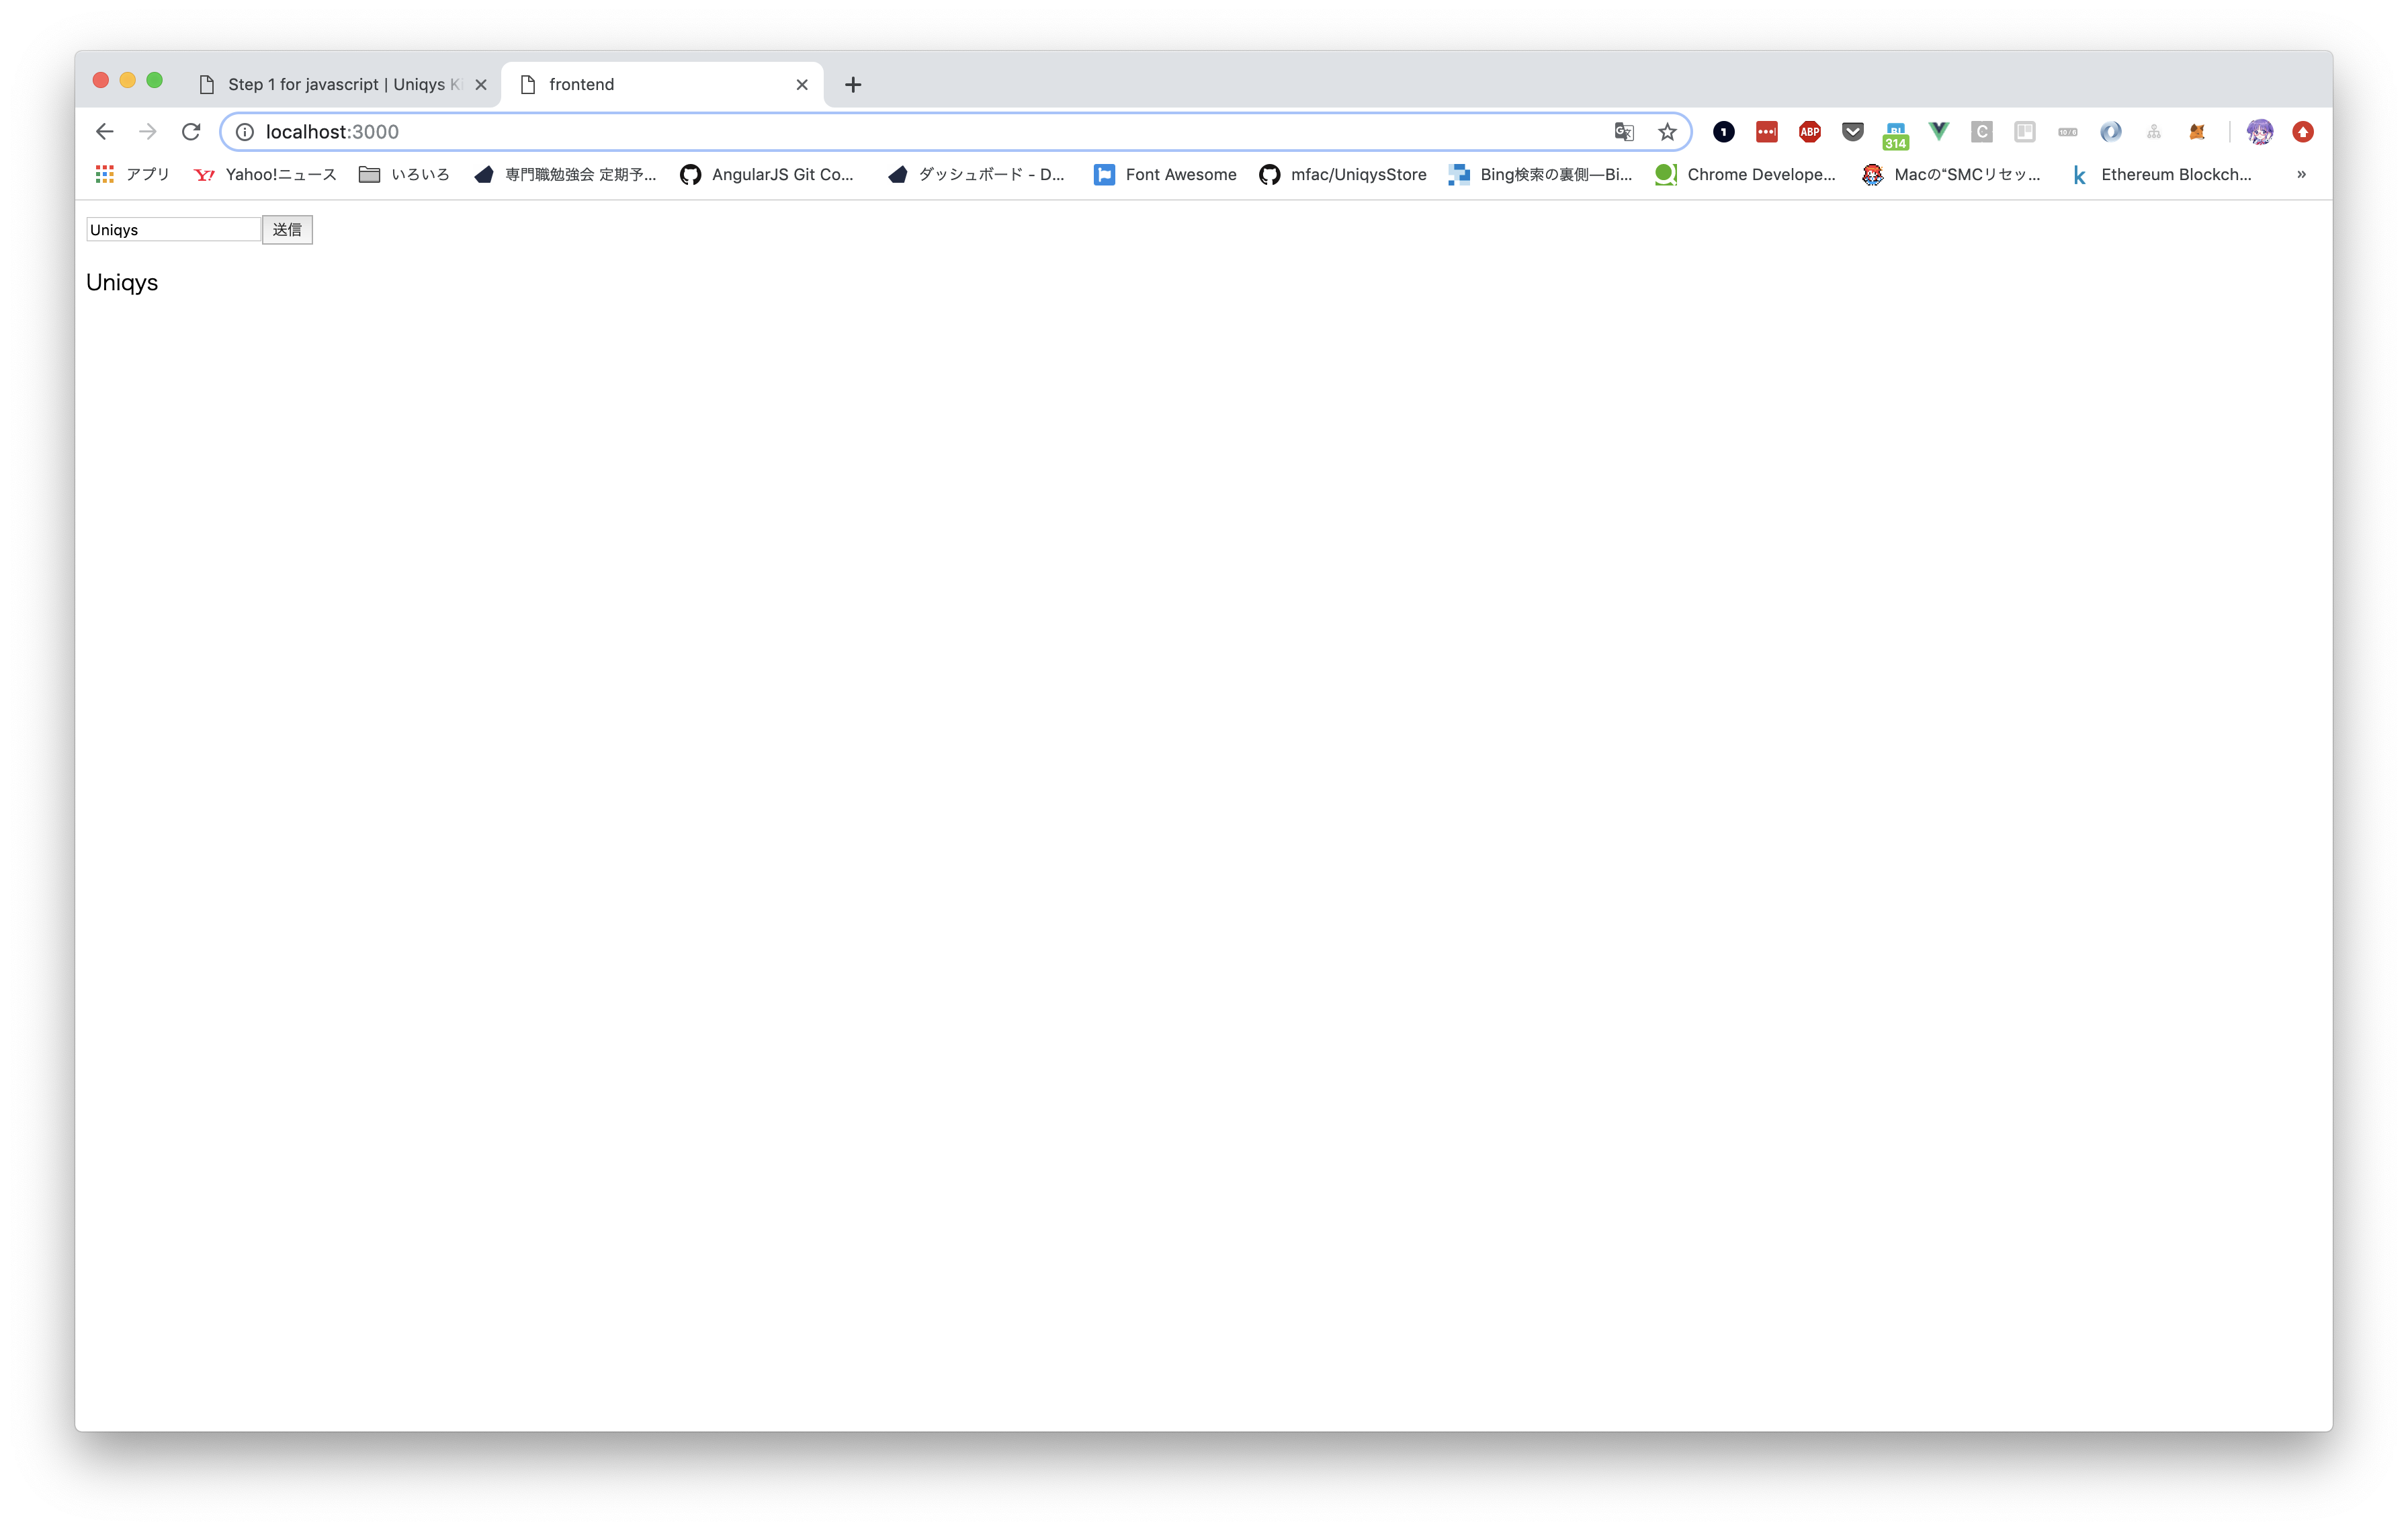 Step 1 for javascript | Uniqys Ki
frontend
localhost:3000
ABP
314
アプリ Yahoo!ニュース いろいろ 専門職勉強会 定期予... AngularJS Git Co... ダッシュボード - D... Font Awesome mfac/UniqysStore Bing検索の裏側—Bi... Chrome Develope... Macの“SMCリセッ... Ethereum Blockch... »
Uniqys 送信
Uniqys